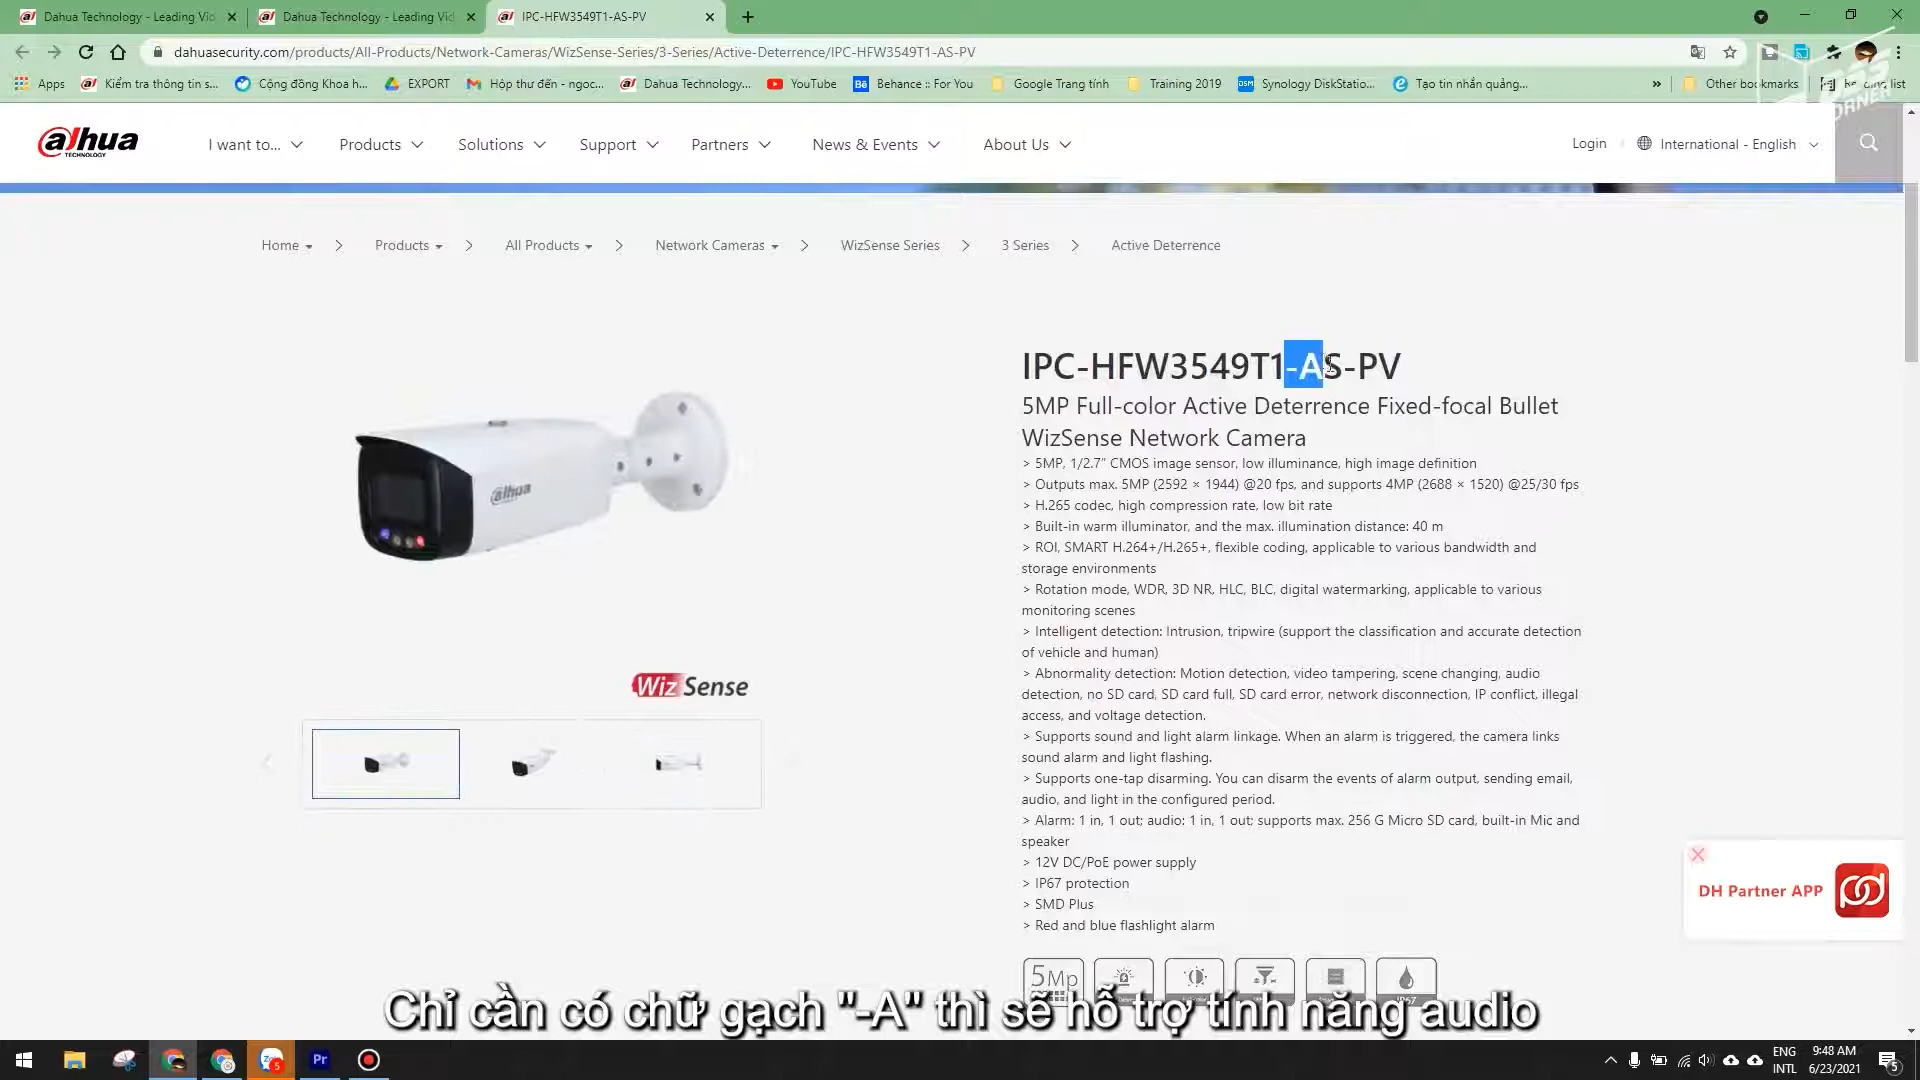 Dahua Technology - Leading Vid
Dahua Technology - Leading Vid
IPC-HFW3549T1-AS-PV
dahuasecurity.com/products/All-Products/Network-Cameras/WizSense-Series/3-Series/Active-Deterrence/IPC-HFW3549T1-AS-PV
Apps
Kiểm tra thông tin s...
Cộng đồng Khoa h...
EXPORT
Hộp thư đến - ngoc...
Dahua Technology...
YouTube
Behance :: For You
Google Trang tính
Training 2019
Synology DiskStatio...
Tạo tin nhắn quảng...
»
Other bookmarks
list
CORNER
alhua
TECHNOLOGY
I want to...
Products
Solutions
Support
Partners
News & Events
About Us
Login
International - English
Home
Products
All Products
Network Cameras
WizSense Series
3 Series
Active Deterrence
IPC-HFW3549T1-AS-PV
5MP Full-color Active Deterrence Fixed-focal Bullet
WizSense Network Camera
> 5MP, 1/2.7" CMOS image sensor, low illuminance, high image definition
> Outputs max. 5MP (2592 × 1944) @20 fps, and supports 4MP (2688 × 1520) @25/30 fps
> H.265 codec, high compression rate, low bit rate
> Built-in warm illuminator, and the max. illumination distance: 40 m
> ROI, SMART H.264+/H.265+, flexible coding, applicable to various bandwidth and
storage environments
> Rotation mode, WDR, 3D NR, HLC, BLC, digital watermarking, applicable to various
monitoring scenes
> Intelligent detection: Intrusion, tripwire (support the classification and accurate detection
of vehicle and human)
> Abnormality detection: Motion detection, video tampering, scene changing, audio
detection, no SD card, SD card full, SD card error, network disconnection, IP conflict, illegal
access, and voltage detection.
> Supports sound and light alarm linkage. When an alarm is triggered, the camera links
sound alarm and light flashing.
> Supports one-tap disarming. You can disarm the events of alarm output, sending email,
audio, and light in the configured period.
> Alarm: 1 in, 1 out; audio: 1 in, 1 out; supports max. 256 G Micro SD card, built-in Mic and
speaker
> 12V DC/PoE power supply
> IP67 protection
> SMD Plus
> Red and blue flashlight alarm
alhua
Wiz Sense
DH Partner APP
5Mp
IP67
Chỉ cần có chữ gạch "-A" thì sẽ hỗ trợ tính năng audio
Pr
ENG
INTL
9:48 AM
6/23/2021
5